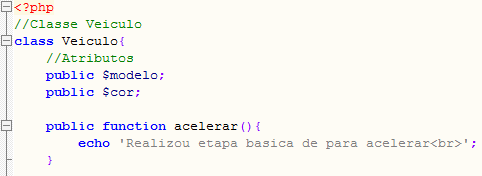 <?php
//Classe Veiculo
class Veiculo{
//Atributos
public $modelo;
public $cor;
public function acelerar(){
echo 'Realizou etapa basica de para acelerar<br>';
}